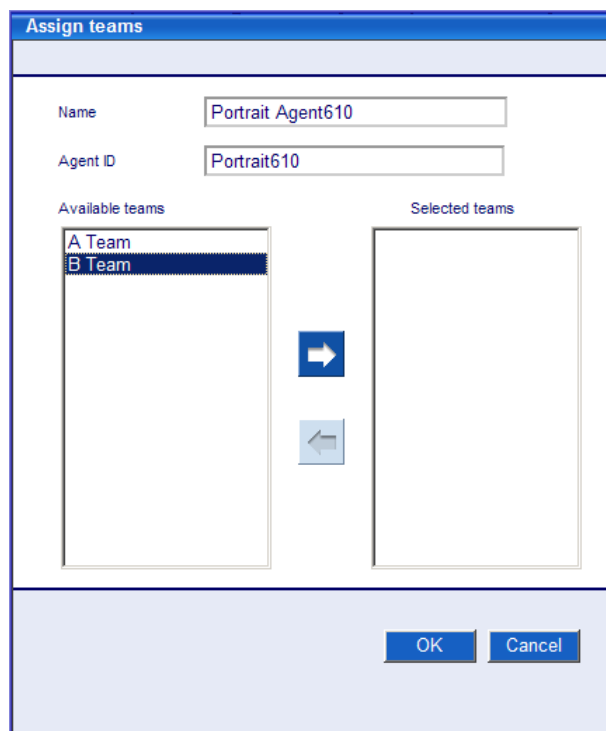 Assign teams
Name Portrait Agent610
Agent ID Portrait610
Available teams Selected teams
A Team
B Team
OK Cancel